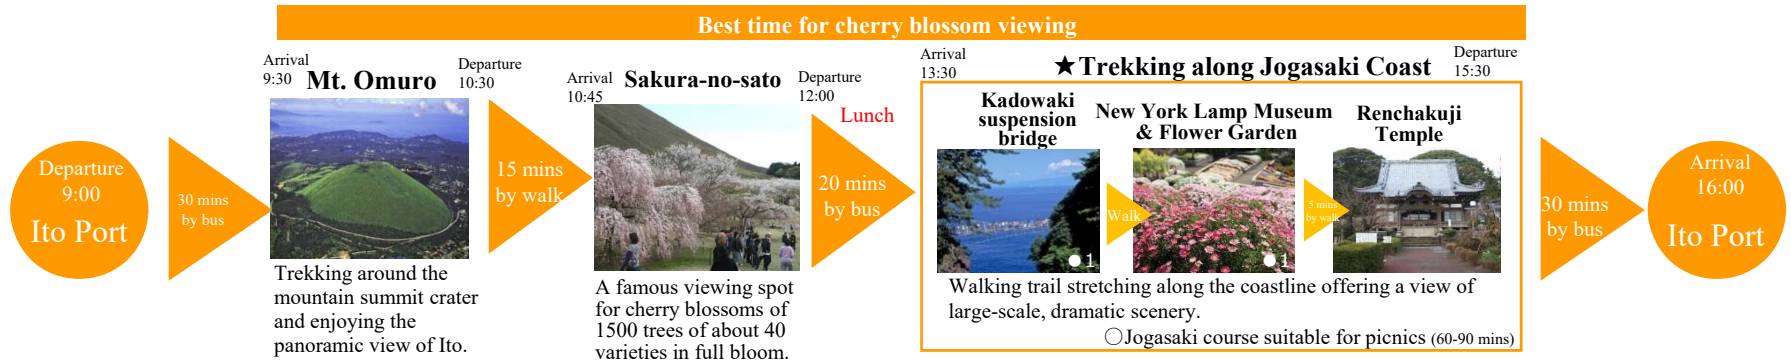 Best time for cherry blossom viewing
Departure
9:00
Ito Port
30 mins
by bus
Arrival
9:30
Mt. Omuro
Departure
10:30
Trekking around the
mountain summit crater
and enjoying the
panoramic view of Ito.
15 mins
by walk
Arrival
10:45
Sakura-no-sato
Departure
12:00
A famous viewing spot
for cherry blossoms of
1500 trees of about 40
varieties in full bloom.
Lunch
20 mins
by bus
Arrival
13:30
★Trekking along Jogasaki Coast
Departure
15:30
Kadowaki
suspension
bridge
●1
Walk
New York Lamp Museum
& Flower Garden
●1
5 mins
by walk
Renchakuji
Temple
Walking trail stretching along the coastline offering a view of
large-scale, dramatic scenery.
○Jogasaki course suitable for picnics (60-90 mins)
30 mins
by bus
Arrival
16:00
Ito Port